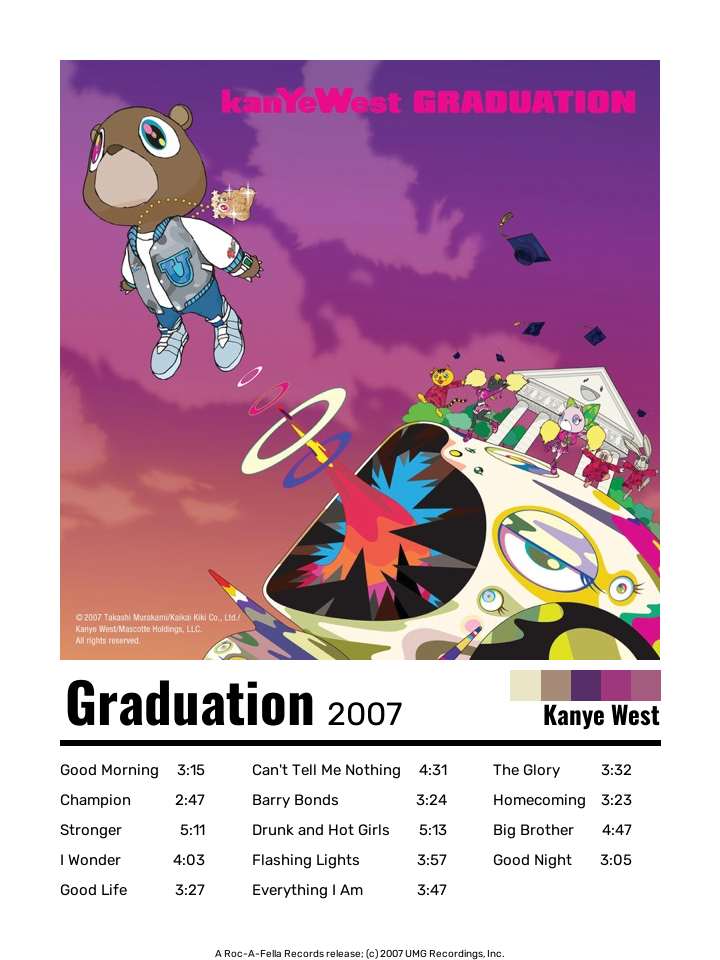 kanYeWest GRADUATION
U
©2007 Takashi Murakami/Kaikai Kiki Co., Ltd./
Kanye West/Mascotte Holdings, LLC.
All rights reserved.
Graduation 2007
Kanye West
Good Morning 3:15
Champion 2:47
Stronger 5:11
I Wonder 4:03
Good Life 3:27
Can't Tell Me Nothing 4:31
Barry Bonds 3:24
Drunk and Hot Girls 5:13
Flashing Lights 3:57
Everything I Am 3:47
The Glory 3:32
Homecoming 3:23
Big Brother 4:47
Good Night 3:05
A Roc-A-Fella Records release; (c) 2007 UMG Recordings, Inc.